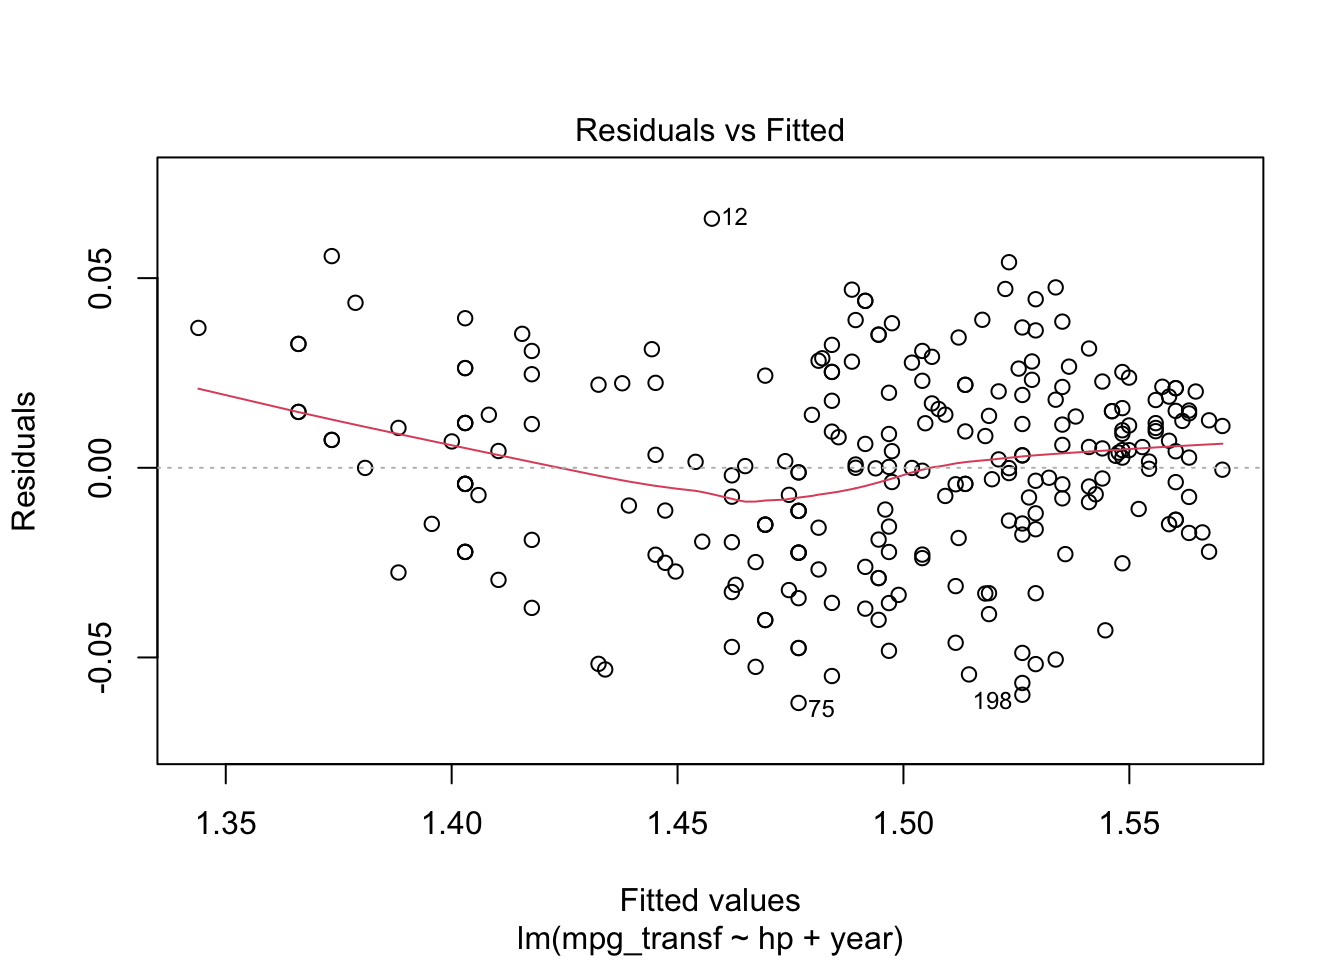 Residuals vs Fitted
Residuals
0.05
0.00
-0.05
12
75
198
1.35 1.40 1.45 1.50 1.55
Fitted values
lm(mpg_transf ~ hp + year)